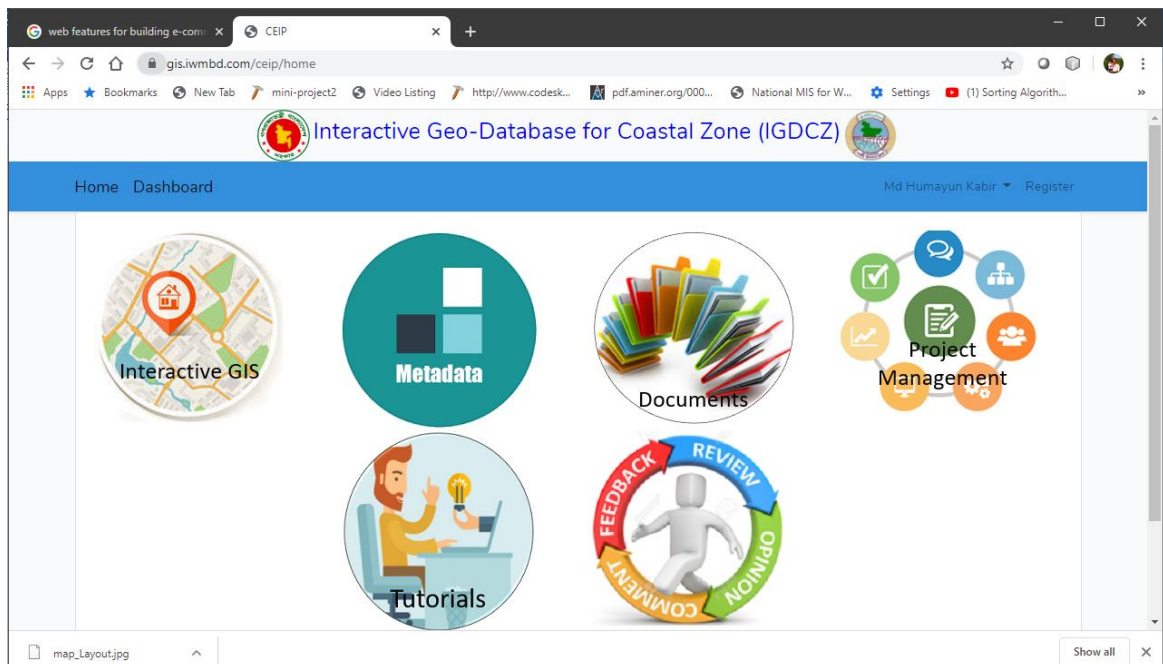 web features for building e-com
CEIP
gis.iwmbd.com/ceip/home
Apps
Bookmarks
New Tab
mini-project2
Video Listing
http://www.codesk...
pdf.aminer.org/000...
National MIS for W...
Settings
(1) Sorting Algorith...
Interactive Geo-Database for Coastal Zone (IGDCZ)
Home Dashboard
Md Humayun Kabir
Register
Interactive GIS
Metadata
Documents
Project
Management
Tutorials
FEEDBACK
REVIEW
OPINION
COMMENT
map_Layout.jpg
Show all